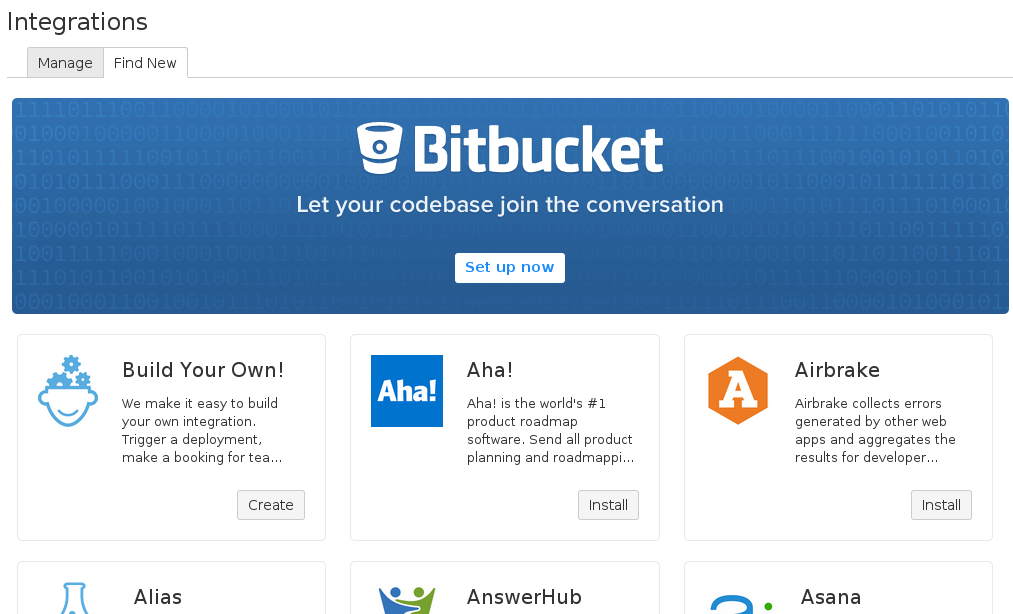 Integrations
Manage
Find New
Bitbucket
Let your codebase join the conversation
Set up now
Build Your Own!
We make it easy to build
your own integration.
Trigger a deployment,
make a booking for tea...
Create
Aha!
Aha!
Aha! is the world's #1
product roadmap
software. Send all product
planning and roadmappi...
Install
A
Airbrake
Airbrake collects errors
generated by other web
apps and aggregates the
results for developer...
Install
Alias
AnswerHub
Asana